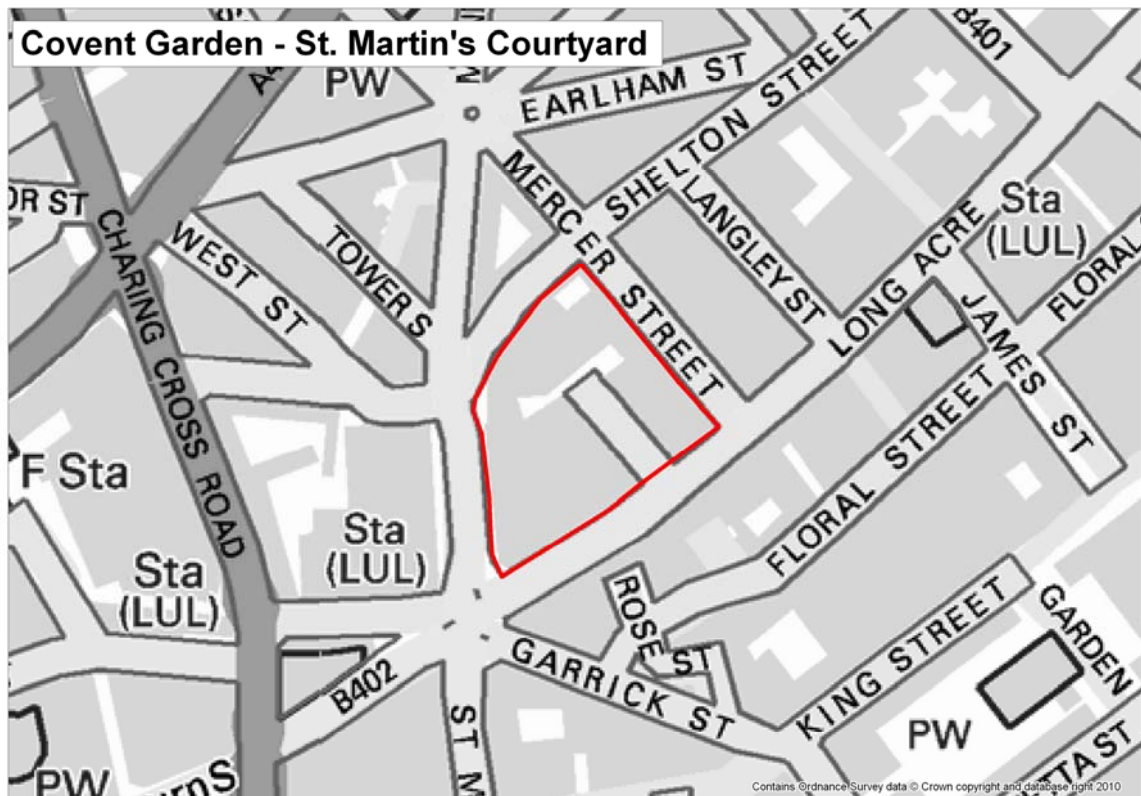 Covent Garden - St. Martin's Courtyard
PW
EARLHAM ST
SHELTON STREET
B401
MERCER STREET
LANGLEY ST
LONG ACRE
Sta
(LUL)
FLORAL
JAMES ST
CHARING CROSS ROAD
WEST ST
TOWER S
F Sta
Sta
(LUL)
Sta
(LUL)
FLORAL STREET
ROSE ST
GARRICK ST
KING STREET
GARDEN
B402
ST M
PW
PW
Contains Ordnance Survey data © Crown copyright and database right 2010